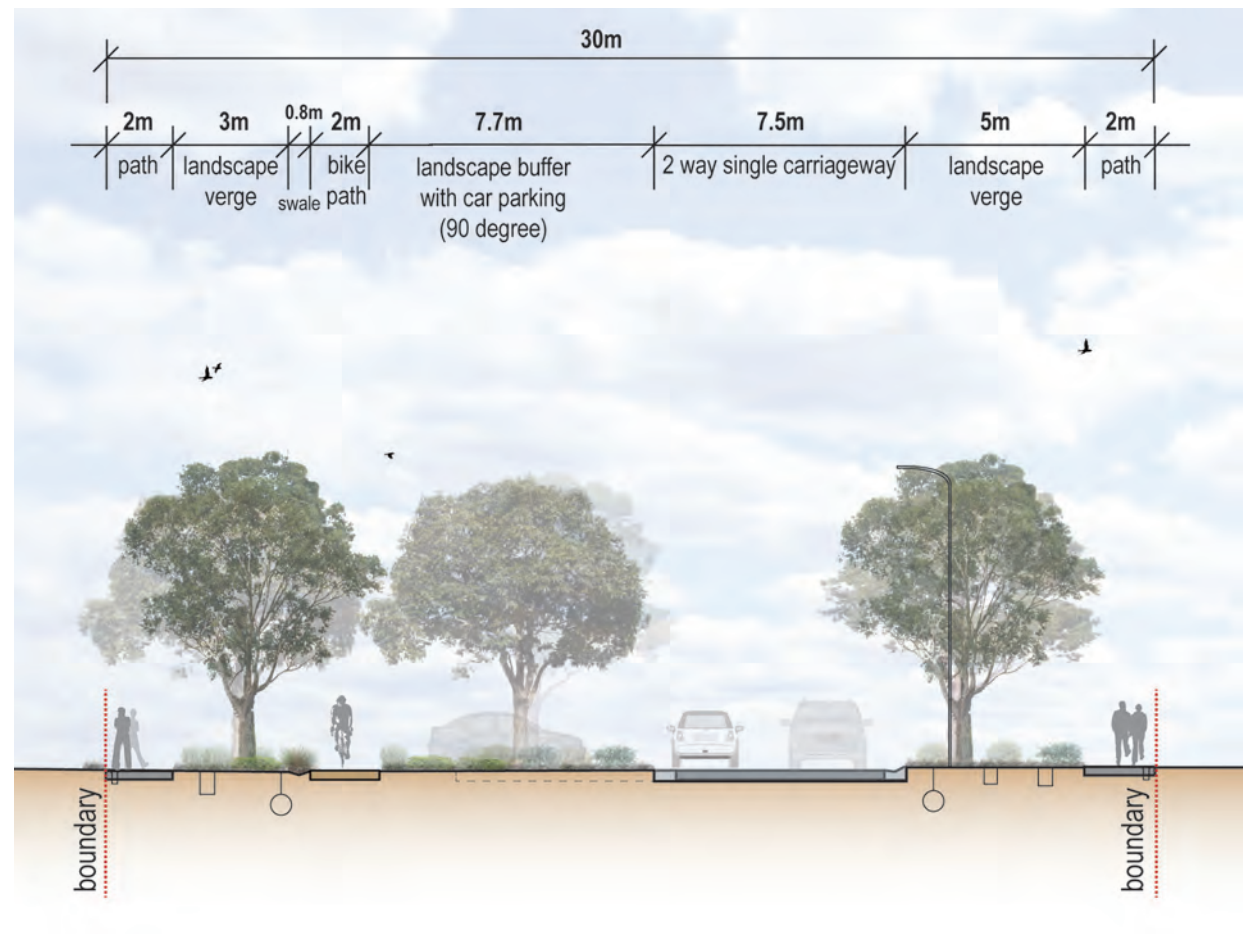 30m
2m
3m
0.8m
2m
7.7m
7.5m
5m
2m
path
landscape
verge
swale
bike
path
landscape buffer
with car parking
(90 degree)
2 way single carriageway
landscape
verge
path
boundary
boundary